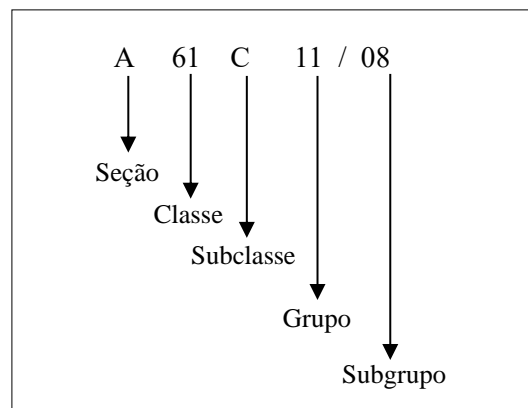 A 61 C 11 / 08
Seção
Classe
Subclasse
Grupo
Subgrupo